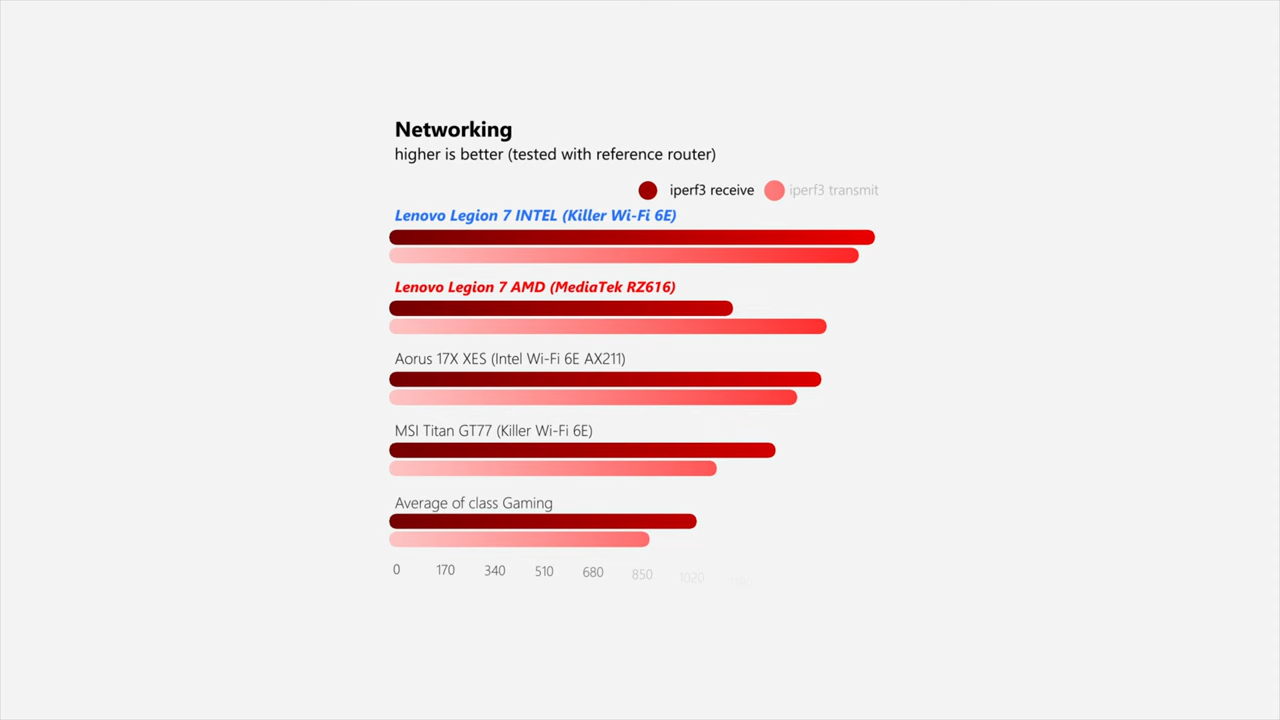 Networking
higher is better (tested with reference router)
iperf3 receive iperf3 transmit
Lenovo Legion 7 INTEL (Killer Wi-Fi 6E)
Lenovo Legion 7 AMD (MediaTek RZ616)
Aorus 17X XES (Intel Wi-Fi 6E AX211)
MSI Titan GT77 (Killer Wi-Fi 6E)
Average of class Gaming
0 170 340 510 680 850 1020 1190